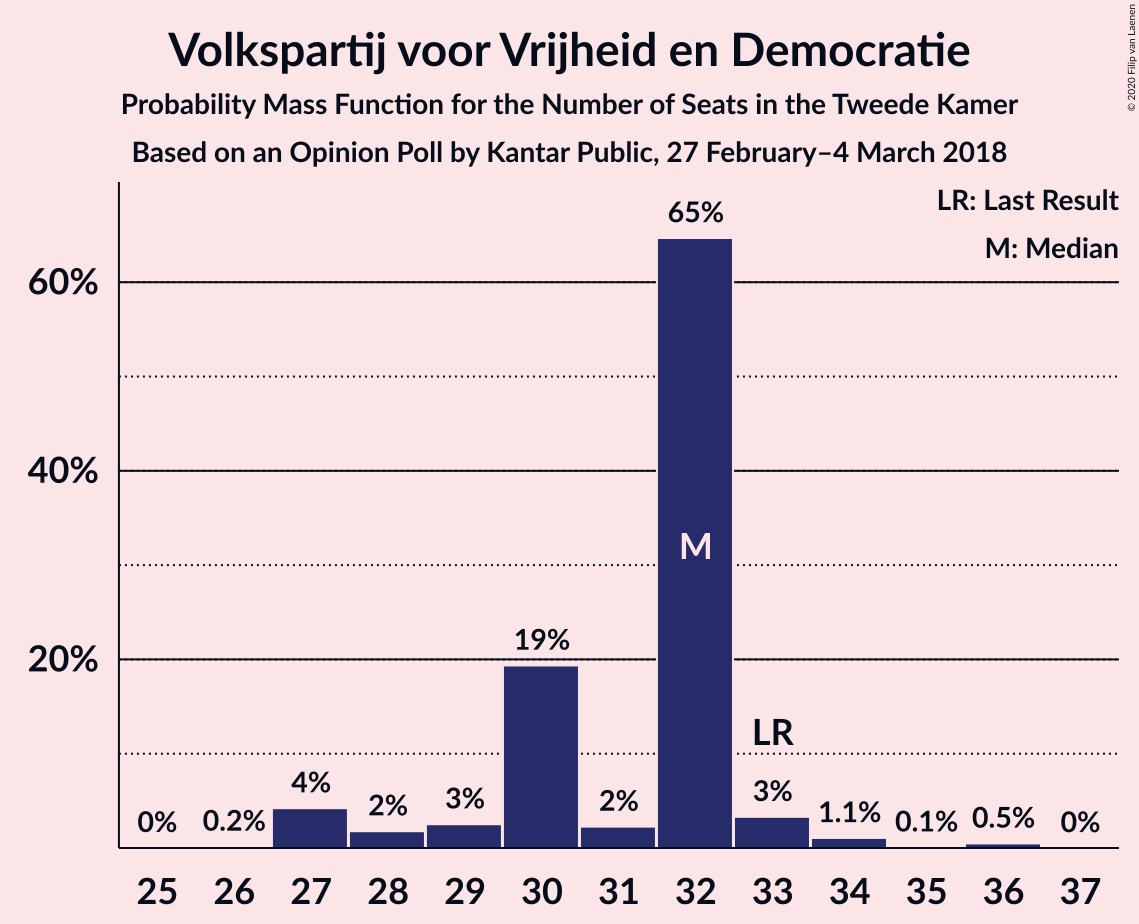 Volkspartij voor Vrijheid en Democratie
Probability Mass Function for the Number of Seats in the Tweede Kamer
Based on an Opinion Poll by Kantar Public, 27 February–4 March 2018
© 2020 Filip van Laenen
LR: Last Result
M: Median
60%
40%
20%
0%
0.2%
4%
2%
3%
19%
2%
65%
M
LR
3%
1.1%
0.1%
0.5%
0%
25 26 27 28 29 30 31 32 33 34 35 36 37